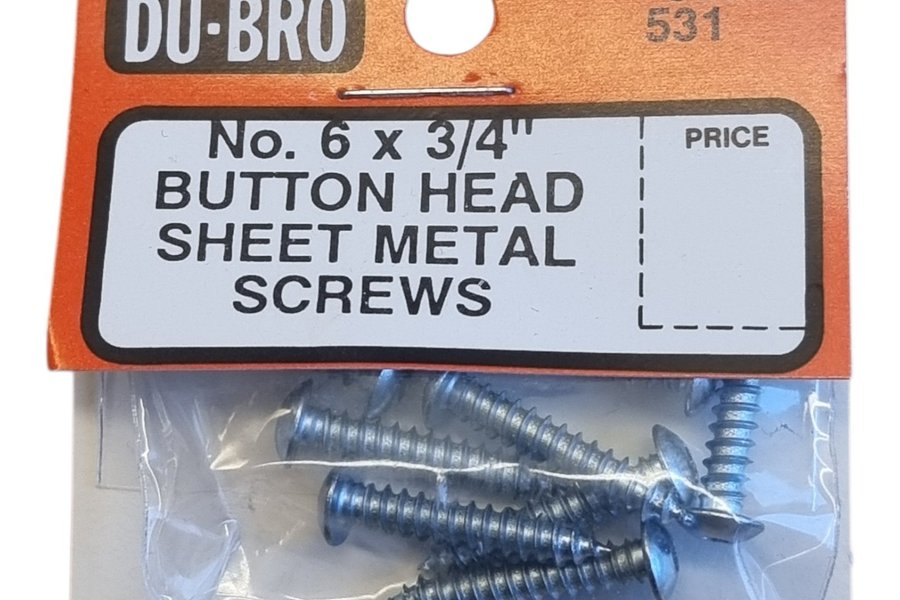 DU-BRO
531
No. 6 x 3/4"
BUTTON HEAD
SHEET METAL
SCREWS
PRICE